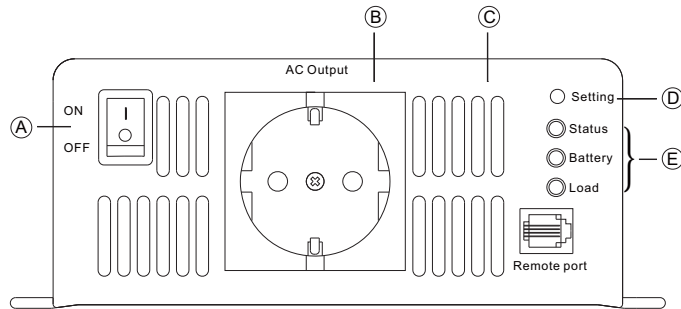 B
C
AC Output
ON
A
OFF
Setting
D
Status
Battery
E
Load
Remote port